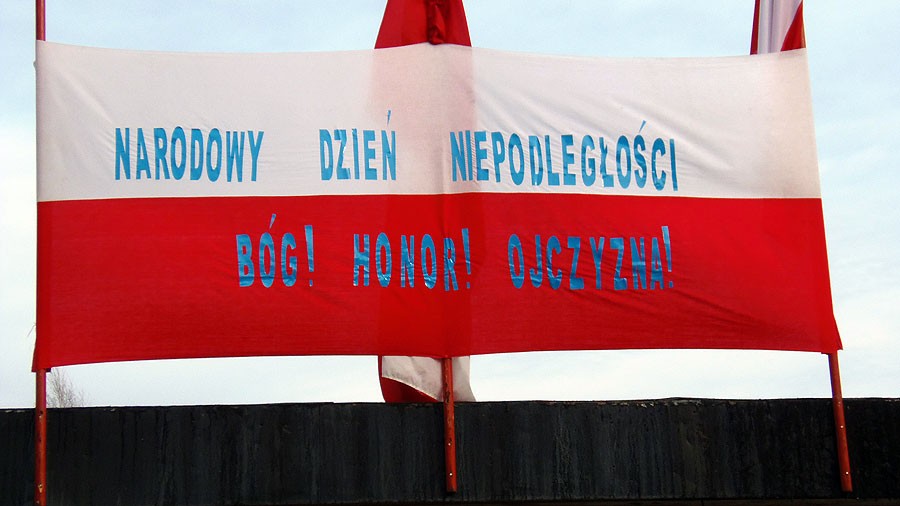 NARODOWY DZIEŃ NIEPODLEGŁOŚCI
BÓG! HONOR! OJCZYZNA!